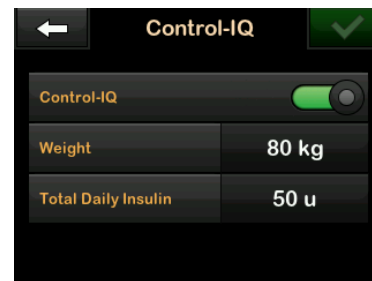 Control-IQ
Control-IQ
Weight 80 kg
Total Daily Insulin 50 u